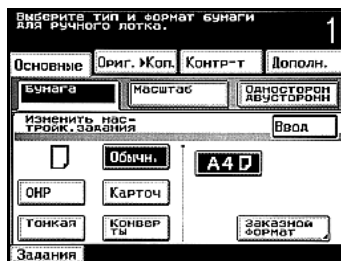 Выберите тип и формат бумаги
для ручного лотка.
1
Основные
Ориг.➤Коп.
Контр-т
Дополн.
Бумага
Масштаб
Односторон
Двусторонн
Изменить нас-
тройк.задания
Ввод
Обычн.
A4
OHP
Карточ
Тонкая
Конвер
ты
Заказной
формат
Задания